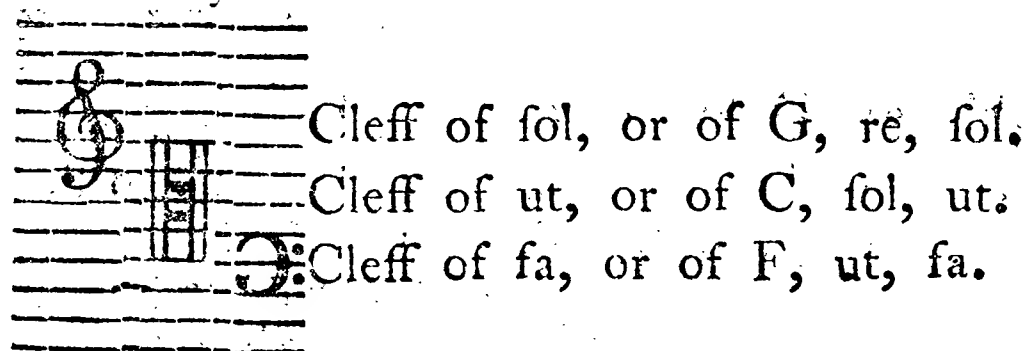 Cleff of ſol, or of G, re, ſol.
Cleff of ut, or of C, ſol, ut.
Cleff of fa, or of F, ut, fa.